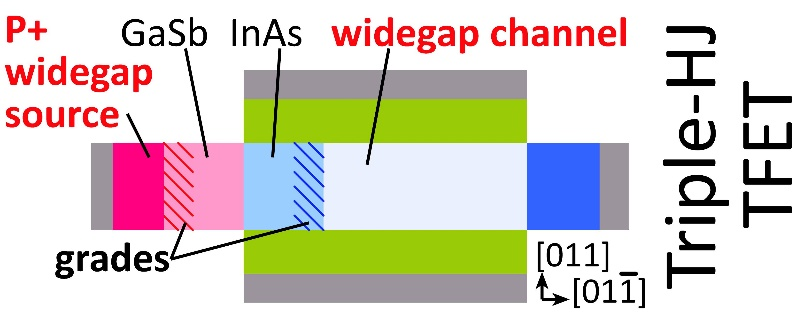 P+
widegap
source
GaSb
InAs
widegap channel
grades
[011]
[011̅]
Triple-HJ
TFET